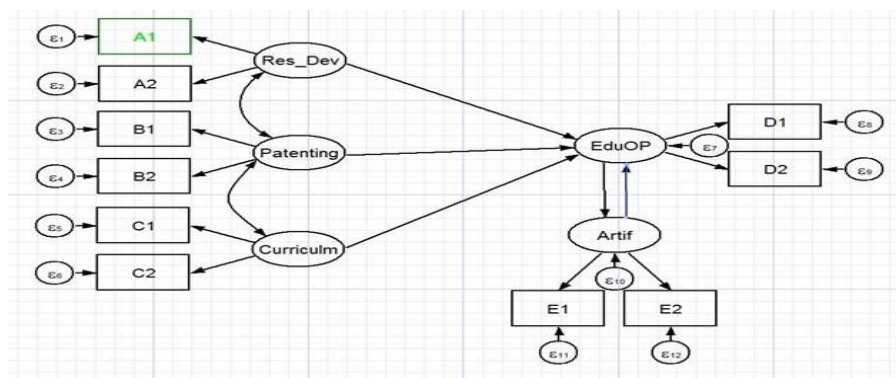 ε1
A1
Res_Dev
ε2
A2
ε3
B1
Patenting
ε4
B2
ε5
C1
Curriculm
ε6
C2
EduOP
ε7
D1
ε8
D2
ε9
Artif
ε10
E1
E2
ε11
ε12